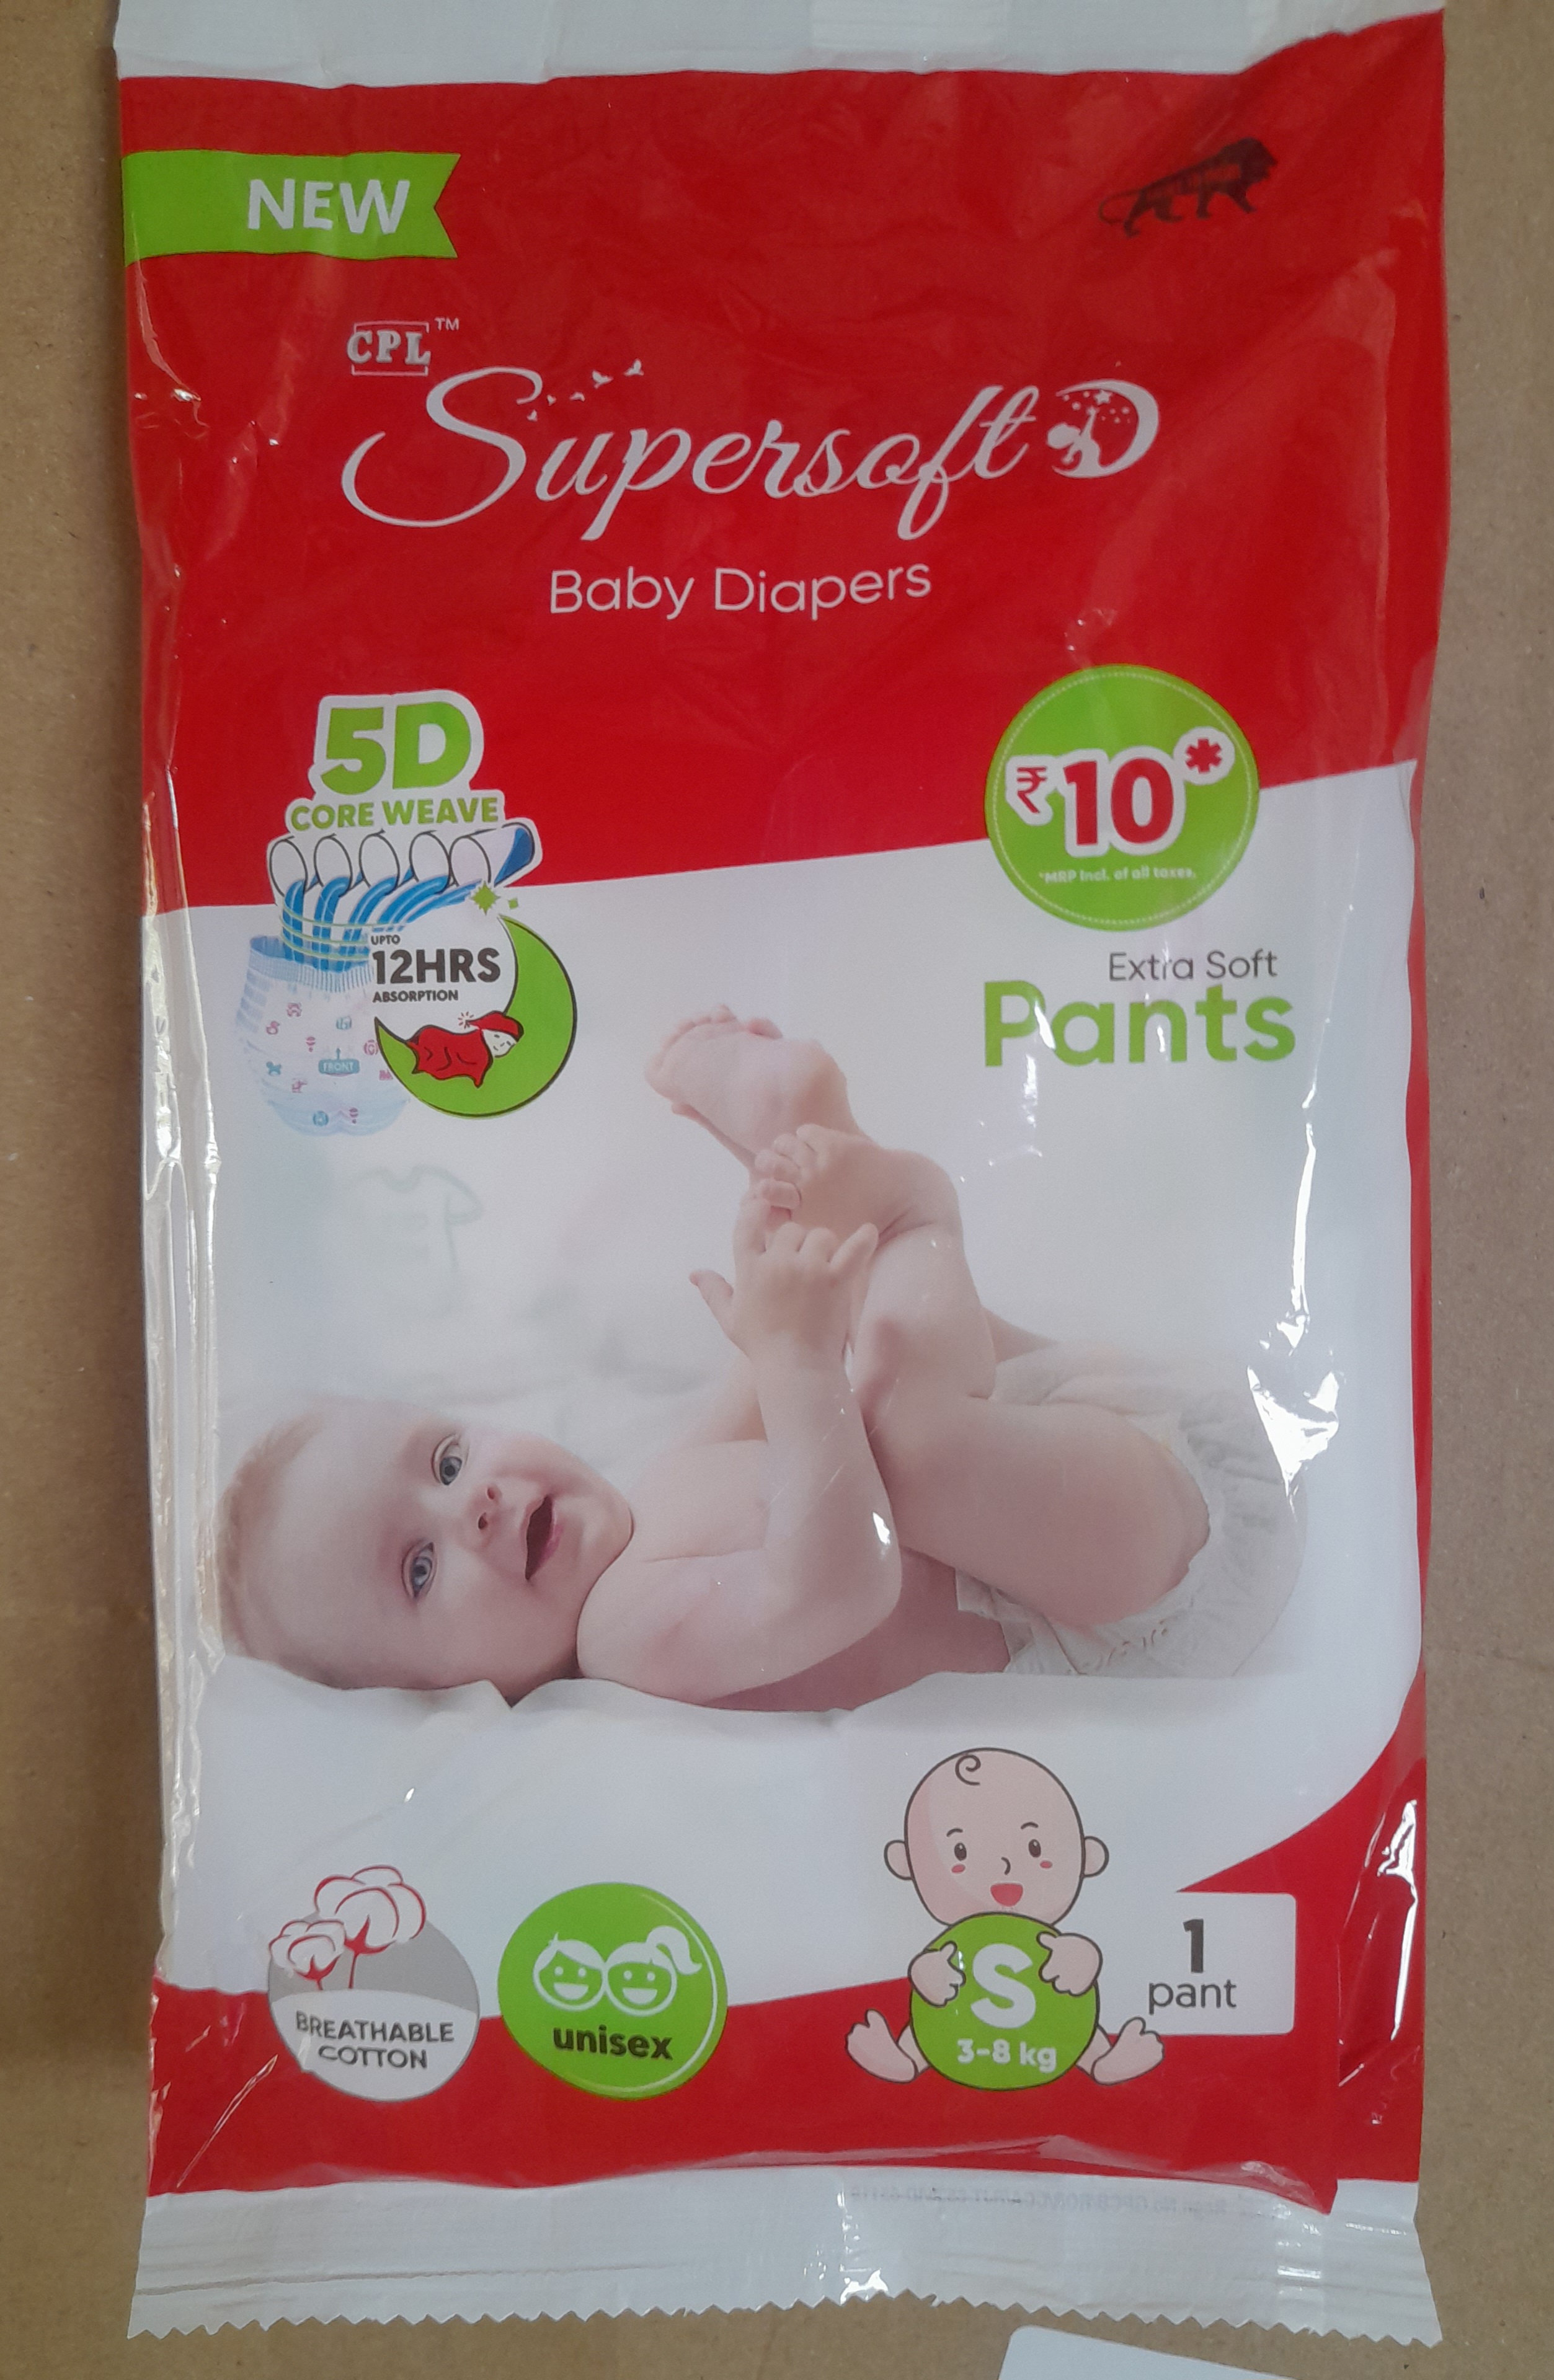 NEW
CPL™
Supersoft
Baby Diapers
5D
CORE WEAVE
₹10*
*MRP Incl. of all taxes.
UPTO
12HRS
ABSORPTION
FRONT
Extra Soft
Pants
BREATHABLE
COTTON
unisex
S
3-8 kg
1
pant